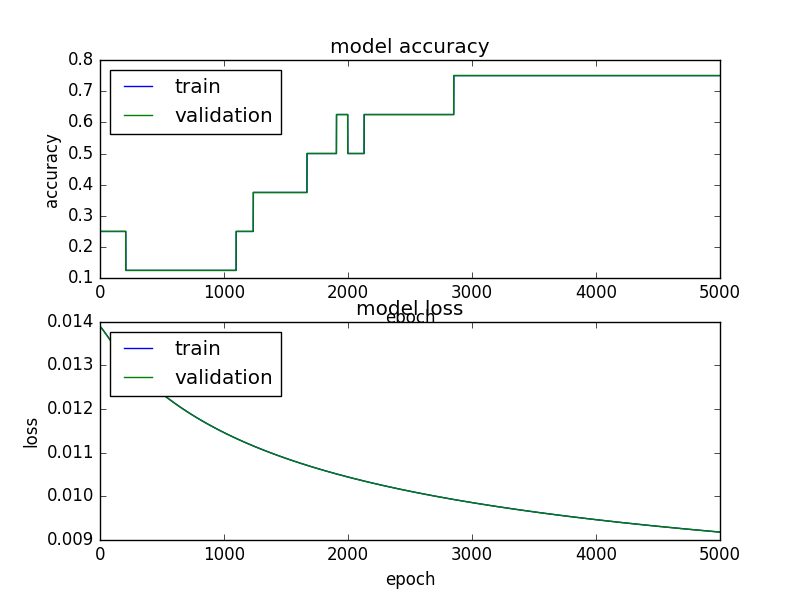 model accuracy
0.8
0.7
0.6
0.5
0.4
0.3
0.2
0.1
accuracy
train
validation
0 1000 2000 3000 4000 5000
epoch
model loss
0.014
0.013
0.012
0.011
0.010
0.009
loss
train
validation
0 1000 2000 3000 4000 5000
epoch